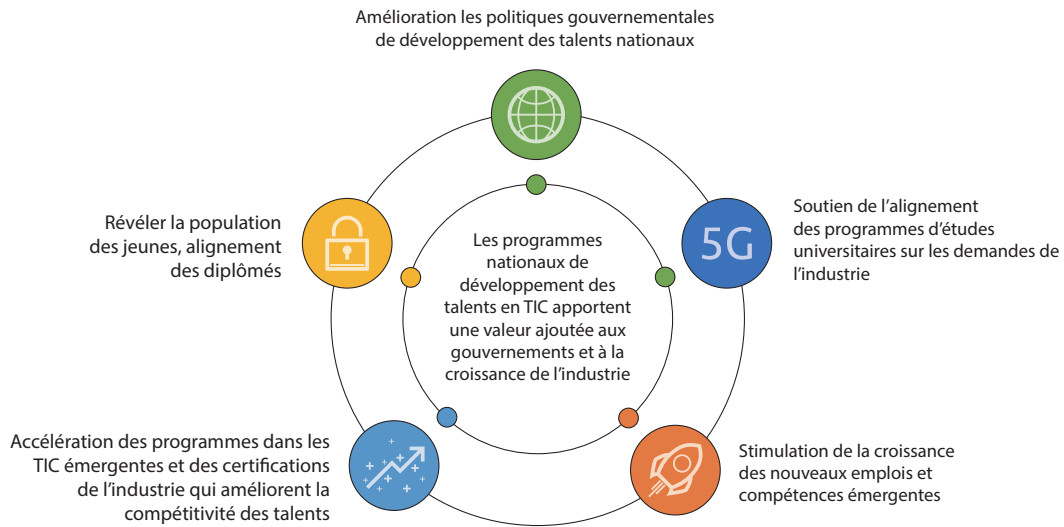 Amélioration les politiques gouvernementales
de développement des talents nationaux
Révéler la population
des jeunes, alignement
des diplômés
5G
Soutien de l'alignement
des programmes d'études
universitaires sur les demandes de
l'industrie
Les programmes
nationaux de
développement des
talents en TIC apportent
une valeur ajoutée aux
gouvernements et à la
croissance de l'industrie
Accélération des programmes dans les
TIC émergentes et des certifications
de l'industrie qui améliorent la
compétitivité des talents
Stimulation de la croissance
des nouveaux emplois et
compétences émergentes